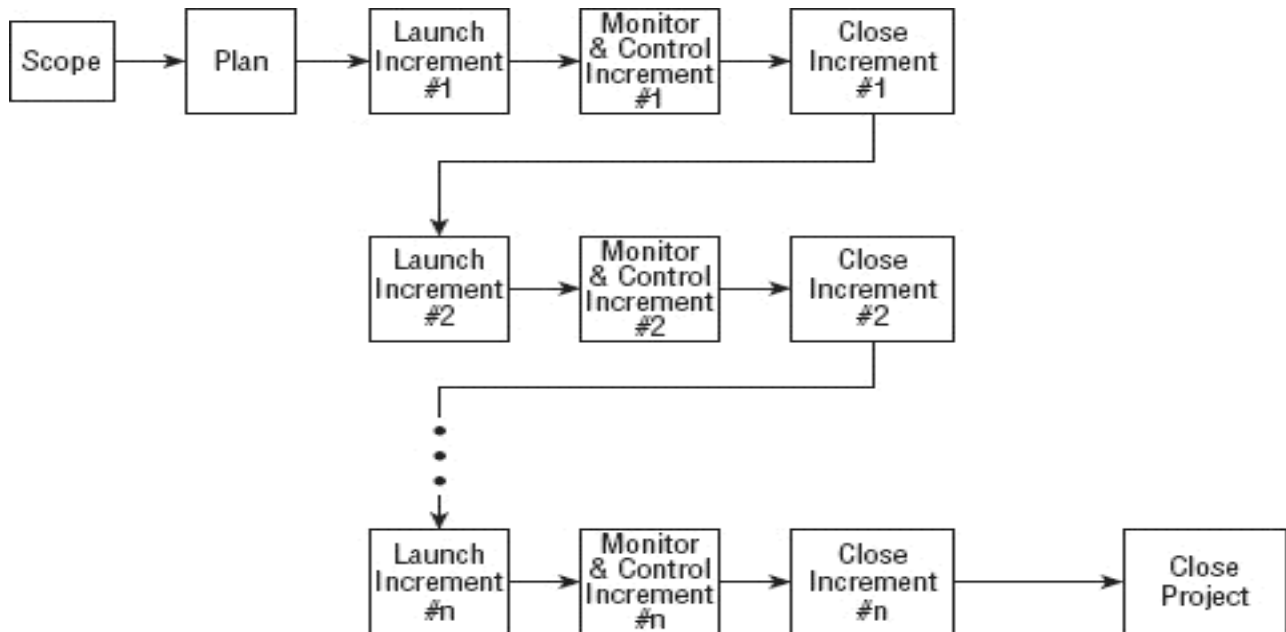 Scope
Plan
Launch
Increment
#1
Monitor
& Control
Increment
#1
Close
Increment
#1
Launch
Increment
#2
Monitor
& Control
Increment
#2
Close
Increment
#2
Launch
Increment
#n
Monitor
& Control
Increment
#n
Close
Increment
#n
Close
Project